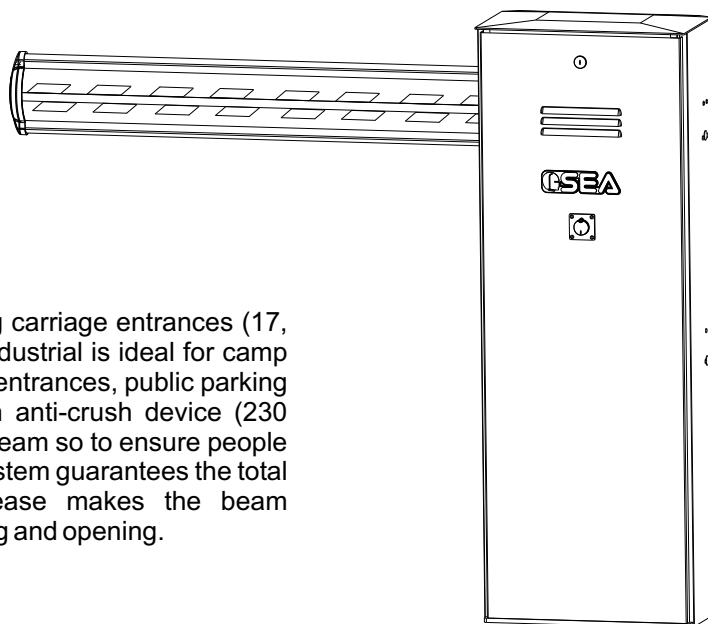 SEA
g carriage entrances (17,
dustrial is ideal for camp
entrances, public parking
anti-crush device (230
eam so to ensure people
stem guarantees the total
ease makes the beam
g and opening.